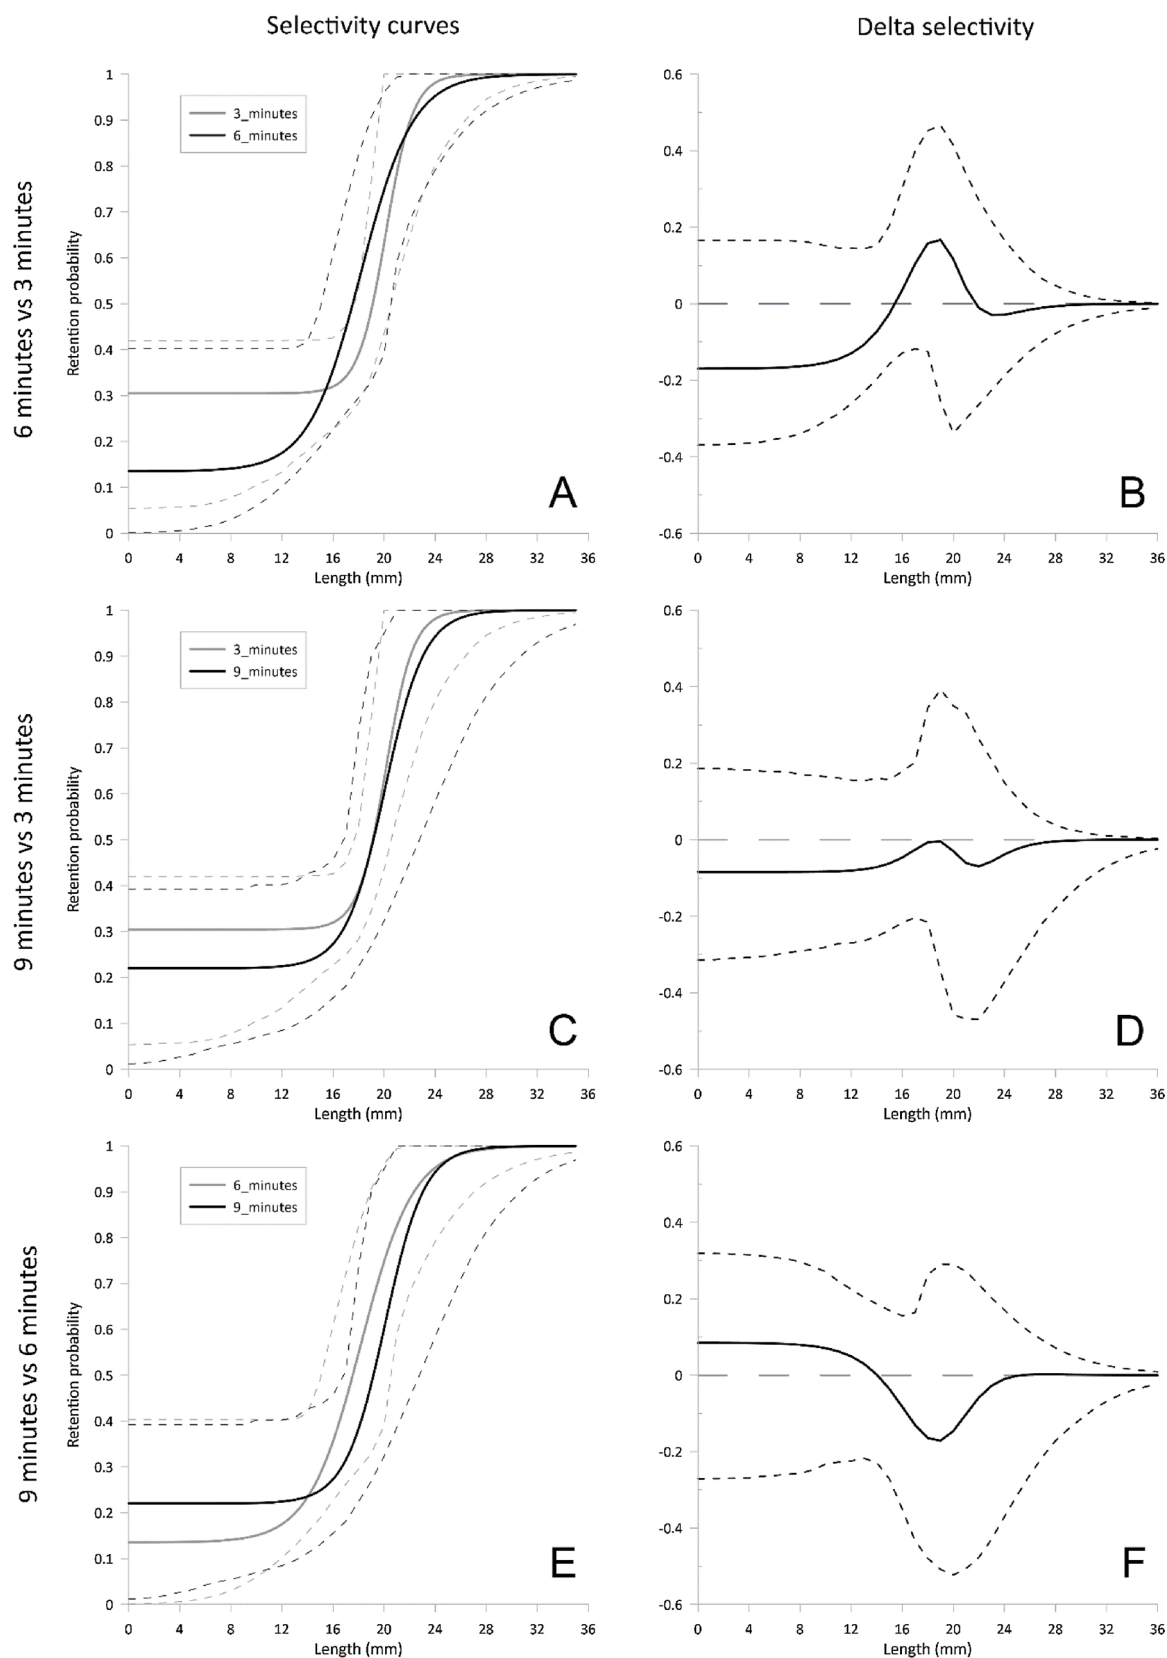 Selectivity curves
Delta selectivity
6 minutes vs 3 minutes
Retention probability
1
0.9
0.8
0.7
0.6
0.5
0.4
0.3
0.2
0.1
0
3_minutes
6_minutes
A
0 4 8 12 16 20 24 28 32 36
Length (mm)
0.6
0.4
0.2
0
-0.2
-0.4
-0.6
B
0 4 8 12 16 20 24 28 32 36
Length (mm)
9 minutes vs 3 minutes
Retention probability
1
0.9
0.8
0.7
0.6
0.5
0.4
0.3
0.2
0.1
0
3_minutes
9_minutes
C
0 4 8 12 16 20 24 28 32 36
Length (mm)
0.6
0.4
0.2
0
-0.2
-0.4
-0.6
D
0 4 8 12 16 20 24 28 32 36
Length (mm)
9 minutes vs 6 minutes
Retention probability
1
0.9
0.8
0.7
0.6
0.5
0.4
0.3
0.2
0.1
0
6_minutes
9_minutes
E
0 4 8 12 16 20 24 28 32 36
Length (mm)
0.6
0.4
0.2
0
-0.2
-0.4
-0.6
F
0 4 8 12 16 20 24 28 32 36
Length (mm)